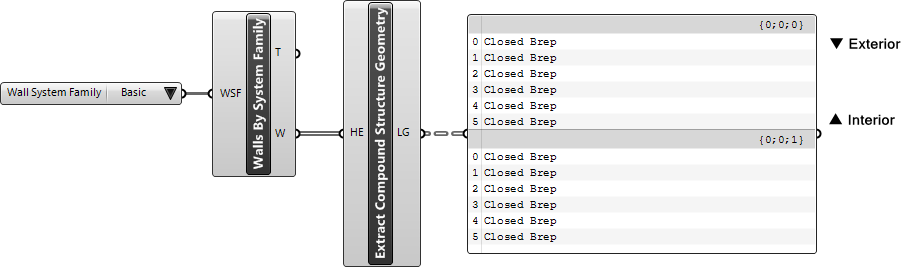 Wall System Family Basic
WSF
Walls By System Family
T
W
HE
Extract Compound Structure Geometry
LG
{0;0;0}
0 Closed Brep
1 Closed Brep
2 Closed Brep
3 Closed Brep
4 Closed Brep
5 Closed Brep
{0;0;1}
0 Closed Brep
1 Closed Brep
2 Closed Brep
3 Closed Brep
4 Closed Brep
5 Closed Brep
▼ Exterior
▲ Interior